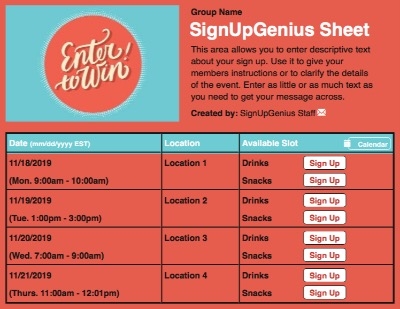 Enter
to Win!
Group Name
SignUpGenius Sheet
This area allows you to enter descriptive text
about your sign up. Use it to give your
members instructions or to clarify the details
of the event. Enter as little or as much text as
you need to get your message across.
Created by: SignUpGenius Staff
Date (mm/dd/yyyy EST) Location Available Slot Calendar
11/18/2019 Location 1 Drinks Sign Up
(Mon. 9:00am - 10:00am) Snacks Sign Up
11/19/2019 Location 2 Drinks Sign Up
(Tue. 1:00pm - 3:00pm) Snacks Sign Up
11/20/2019 Location 3 Drinks Sign Up
(Wed. 7:00am - 9:00am) Snacks Sign Up
11/21/2019 Location 4 Drinks Sign Up
(Thurs. 11:00am - 12:01pm) Snacks Sign Up